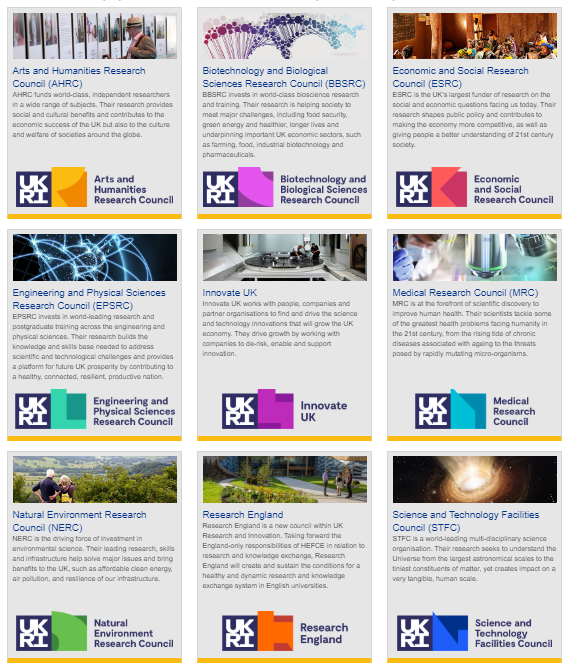 Arts and Humanities Research
Council (AHRC)
AHRC funds world-class, independent researchers
in a wide range of subjects. Their research provides
social and cultural benefits and contributes to the
economic success of the UK but also to the culture
and welfare of societies around the globe.
UK
RI
Arts and
Humanities
Research Council
Biotechnology and Biological
Sciences Research Council (BBSRC)
BBSRC invests in world-class bioscience research
and training. Their research is helping society to
meet major challenges, including food security,
green energy and healthier, longer lives and
underpinning important UK economic sectors, such
as farming, food, industrial biotechnology and
pharmaceuticals.
UK
RI
Biotechnology and
Biological Sciences
Research Council
Economic and Social Research
Council (ESRC)
ESRC is the UK's largest funder of research on the
social and economic questions facing us today. Their
research shapes public policy and contributes to
making the economy more competitive, as well as
giving people a better understanding of 21st century
society.
UK
RI
Economic
and Social
Research Council
Engineering and Physical Sciences
Research Council (EPSRC)
EPSRC invests in world-leading research and
postgraduate training across the engineering and
physical sciences. Their research builds the
knowledge and skills base needed to address
scientific and technological challenges and provides
a platform for future UK prosperity by contributing to
a healthy, connected, resilient, productive nation.
UK
RI
Engineering and
Physical Sciences
Research Council
Innovate UK
Innovate UK works with people, companies and
partner organisations to find and drive the science
and technology innovations that will grow the UK
economy. They drive growth by working with
companies to de-risk, enable and support
innovation.
UK
RI
Innovate
UK
Medical Research Council (MRC)
MRC is at the forefront of scientific discovery to
improve human health. Their scientists tackle some
of the greatest health problems facing humanity in
the 21st century, from the rising tide of chronic
diseases associated with ageing to the threats
posed by rapidly mutating micro-organisms.
UK
RI
Medical
Research
Council
Natural Environment Research
Council (NERC)
NERC is the driving force of investment in
environmental science. Their leading research, skills
and infrastructure help solve major issues and bring
benefits to the UK, such as affordable clean energy,
air pollution, and resilience of our infrastructure.
UK
RI
Natural
Environment
Research Council
Research England
Research England is a new council within UK
Research and Innovation. Taking forward the
England-only responsibilities of HEFCE in relation to
research and knowledge exchange, Research
England will create and sustain the conditions for a
healthy and dynamic research and knowledge
exchange system in English universities.
UK
RI
Research
England
Science and Technology Facilities
Council (STFC)
STFC is a world-leading multi-disciplinary science
organisation. Their research seeks to understand the
Universe from the largest astronomical scales to the
tiniest constituents of matter, yet creates impact on a
very tangible, human scale.
UK
RI
Science and
Technology
Facilities Council